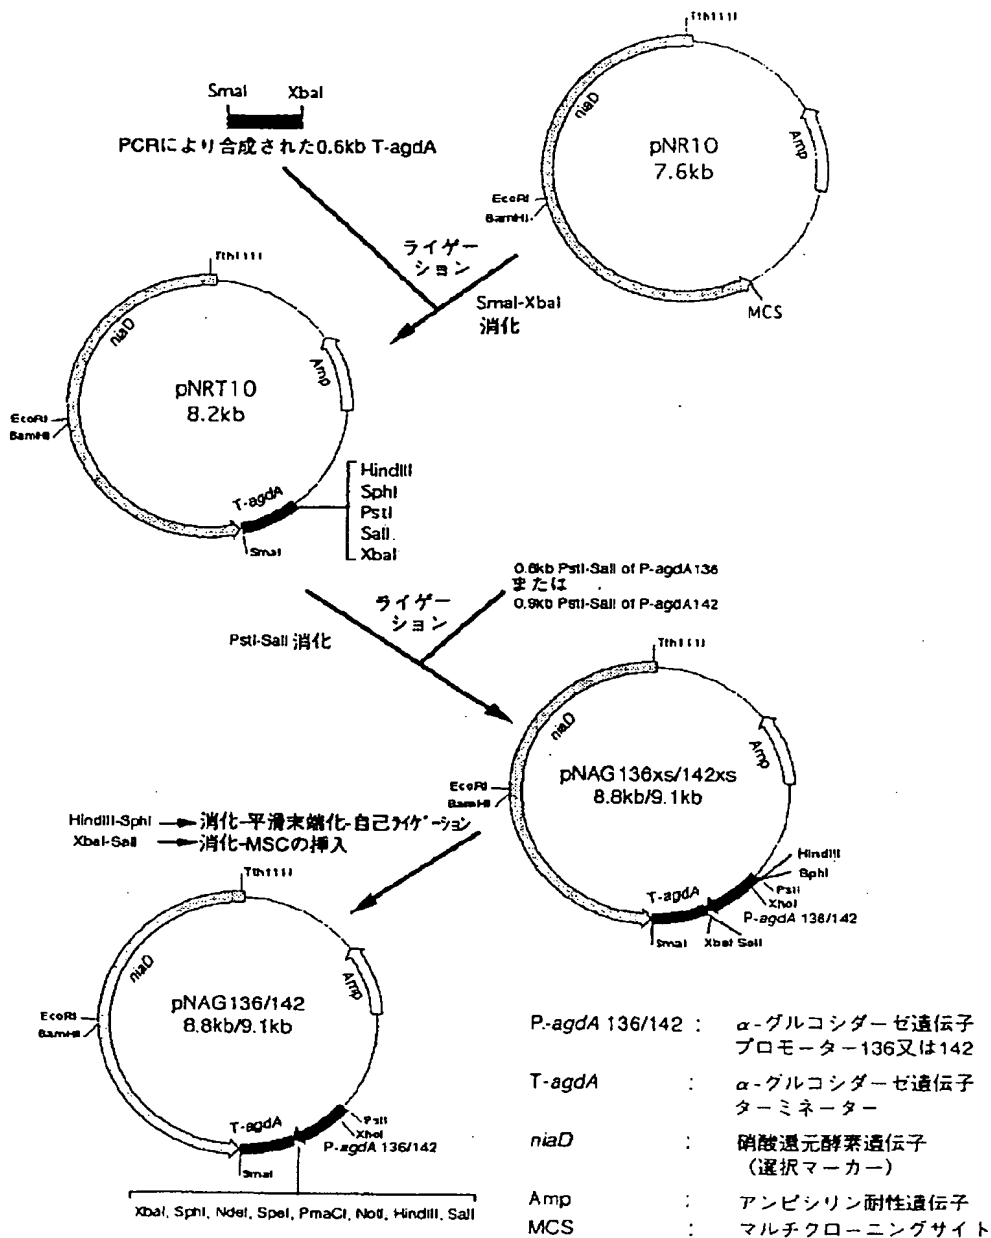 Tth111I
SmaI XbaI
PCRにより合成された0.6kb T-agdA
niaD
Amp
pNR10
7.6kb
EcoRI
BamHI
MCS
ライゲー
ション
SmaI-XbaI
消化
Tth111I
niaD
Amp
pNRT10
8.2kb
EcoRI
BamHI
T-agdA
SmaI
HindIII
SphI
PstI
SalI
XbaI
0.6kb PstI-SalI of P-agdA136
または
0.9kb PstI-SalI of P-agdA142
ライゲー
ション
PstI-SalI 消化
Tth111I
niaD
Amp
pNAG136xs/142xs
8.8kb/9.1kb
EcoRI
BamHI
HindIII
SphI
PstI
XhoI
P-agdA 136/142
T-agdA
SmaI XbaI SalI
HindIII-SphI 消化-平滑末端化-自己ライゲーション
XbaI-SalI 消化-MSCの挿入
Tth111I
niaD
Amp
pNAG136/142
8.8kb/9.1kb
EcoRI
BamHI
T-agdA
PstI
XhoI
P-agdA 136/142
SmaI
XbaI, SphI, NdeI, SpeI, PmaCI, NotI, HindIII, SalI
P-agdA 136/142 : α-グルコシダーゼ遺伝子
プロモーター136又は142
T-agdA : α-グルコシダーゼ遺伝子
ターミネーター
niaD : 硝酸還元酵素遺伝子
(選択マーカー)
Amp : アンピシリン耐性遺伝子
MCS : マルチクローニングサイト